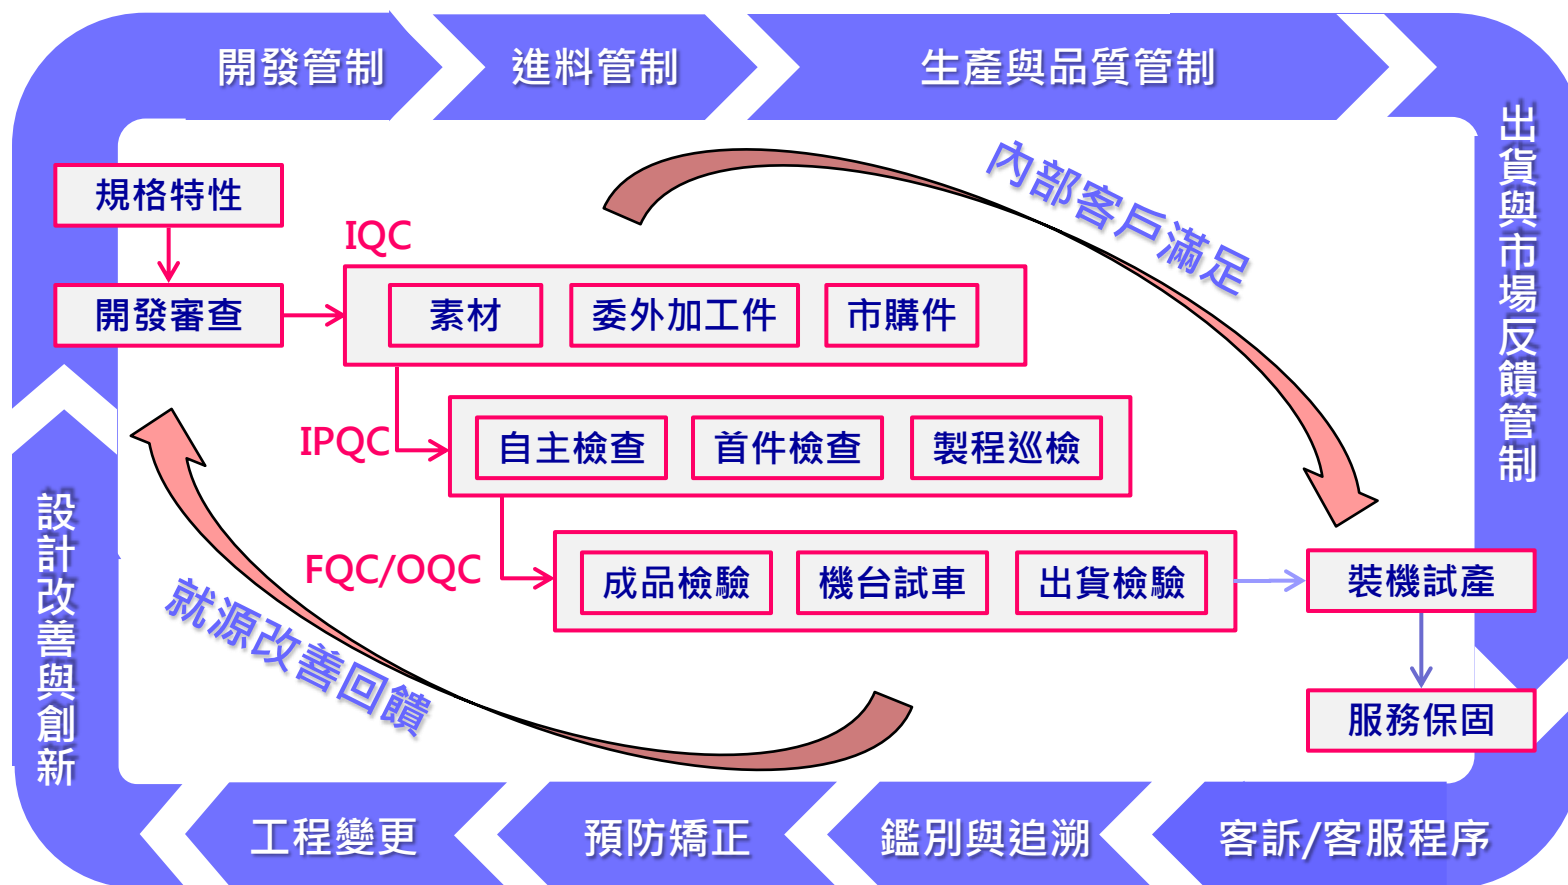 開發管制
進料管制
生產與品質管制
出貨與市場反饋管制
規格特性
內部客戶滿足
IQC
開發審查
素材
委外加工件
市購件
IPQC
自主檢查
首件檢查
製程巡檢
FQC/OQC
成品檢驗
機台試車
出貨檢驗
裝機試產
就源改善回饋
服務保固
設計改善與創新
工程變更
預防矯正
鑑別與追溯
客訴/客服程序